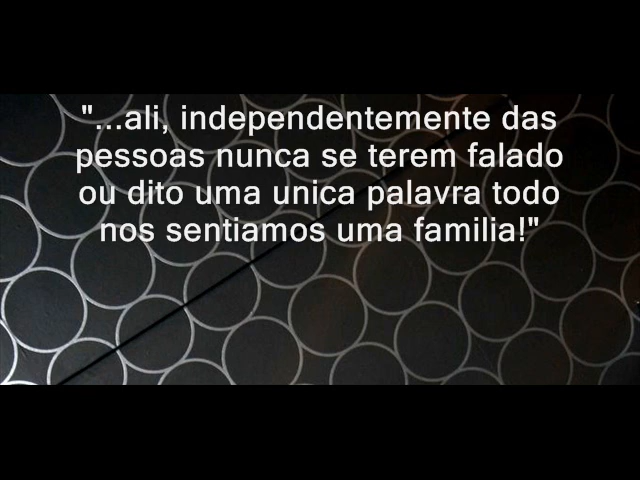 "...ali, independentemente das
pessoas nunca se terem falado
ou dito uma unica palavra todo
nos sentiamos uma familia!"